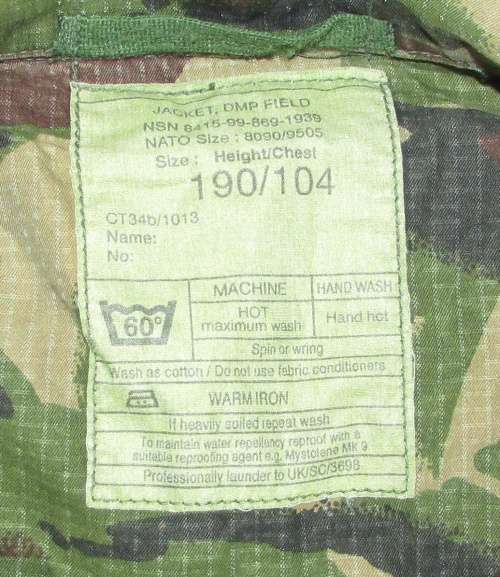 JACKET, DMP FIELD
NSN 8415-99-869-1939
NATO Size : 8090/9505
Size : Height/Chest
190/104
CT34b/1013
Name:
No:
60°
MACHINE HAND WASH
HOT maximum wash Hand hot
Spin or wring
Wash as cotton / Do not use fabric conditioners
WARM IRON
If heavily soiled repeat wash
To maintain water repellency reproof with a
suitable reproofing agent e.g. Mystolene Mk 9
Professionally launder to UK/SC/3698